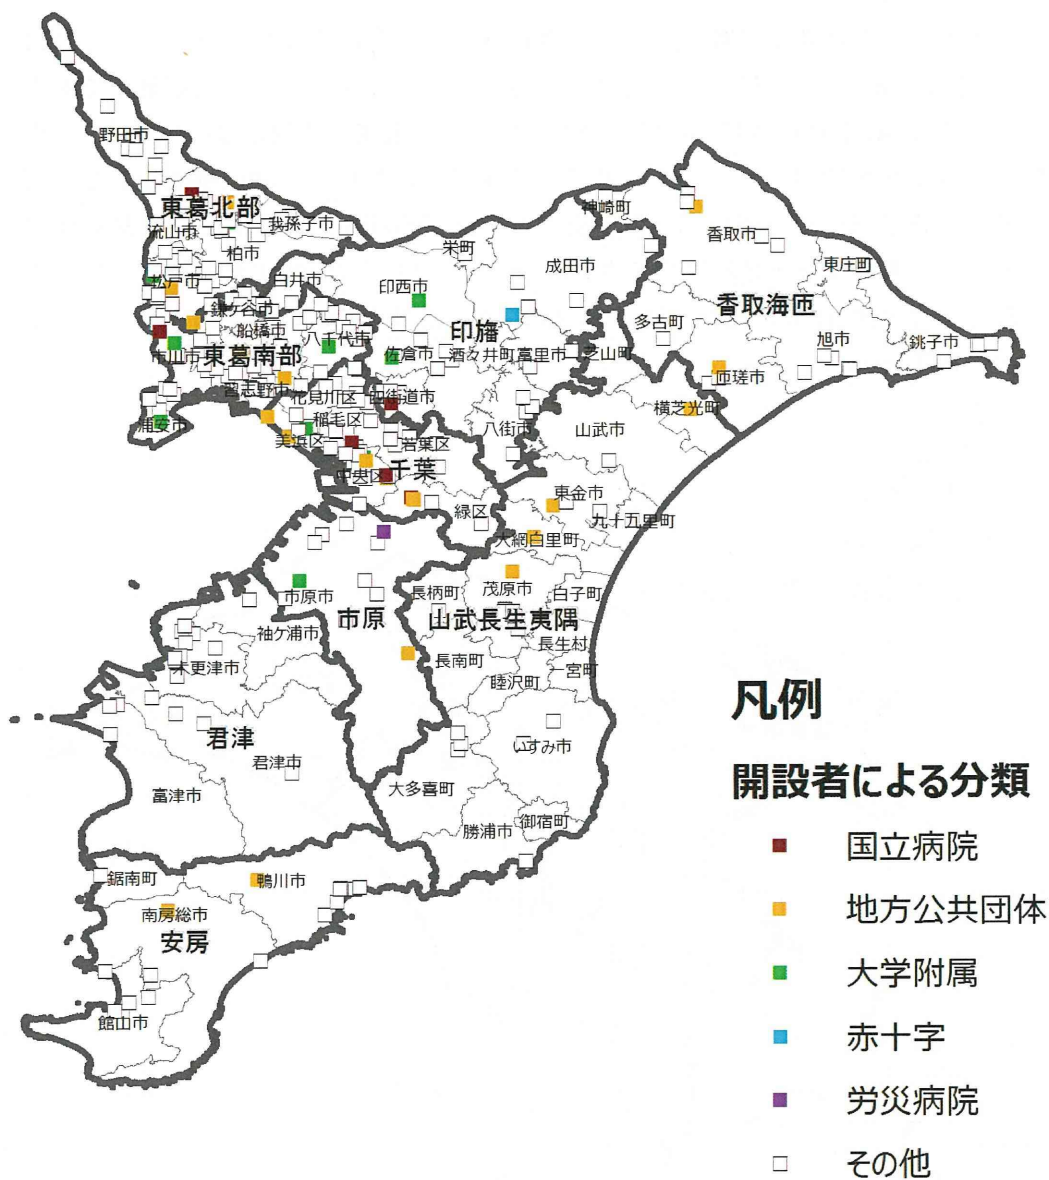 野田市
東葛北部
流山市
我孫子市
柏市
松戸市
白井市
鎌ケ谷市
船橋市
八千代市
市川市
東葛南部
習志野市
浦安市
花見川区
四街道市
稲毛区
美浜区
若葉区
中央区
千葉
緑区
栄町
成田市
印西市
印旛
佐倉市
酒々井町
富里市
八街市
神崎町
香取市
東庄町
香取海匝
多古町
芝山町
旭市
銚子市
匝瑳市
横芝光町
山武市
東金市
九十九里町
大網白里町
茂原市
白子町
長柄町
山武長生夷隅
長生村
長南町
一宮町
睦沢町
いすみ市
大多喜町
勝浦市
御宿町
市原市
市原
袖ケ浦市
木更津市
君津
君津市
富津市
鋸南町
鴨川市
南房総市
安房
館山市
凡例
開設者による分類
国立病院
地方公共団体
大学附属
赤十字
労災病院
その他